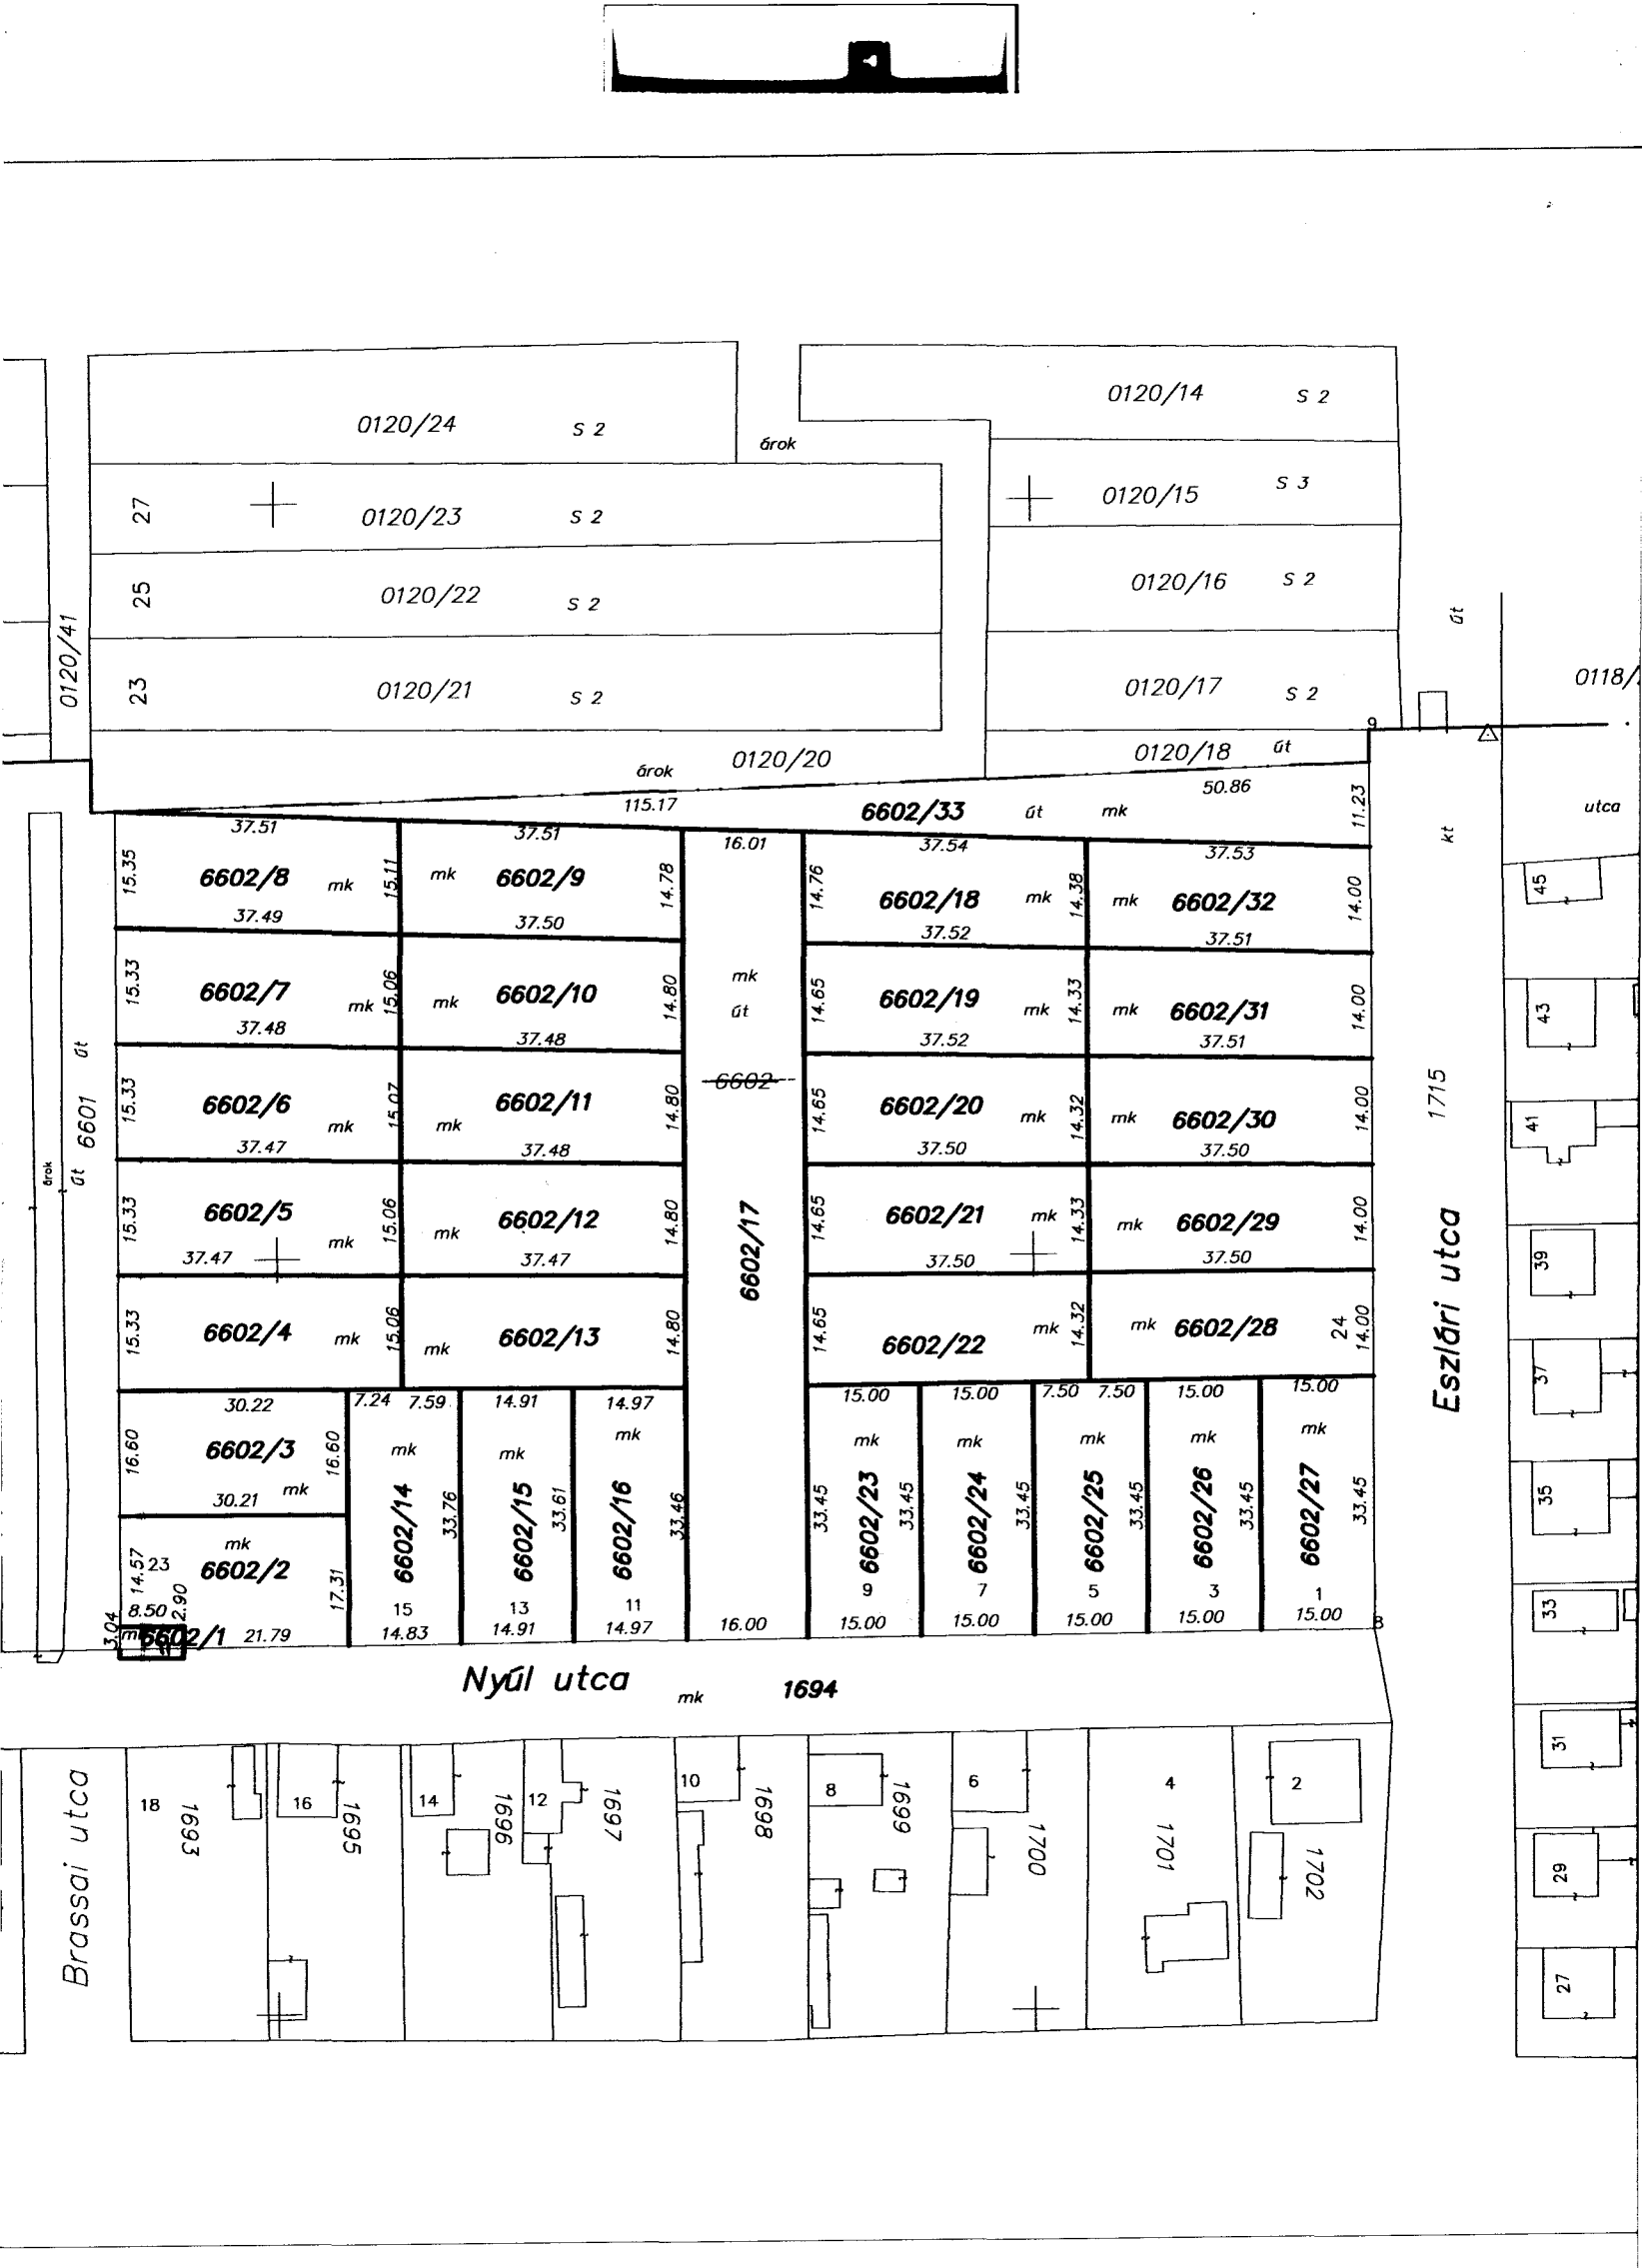 0120/24 S 2
árok
0120/14 S 2
27 0120/23 S 2
0120/15 S 3
25 0120/22 S 2
0120/16 S 2
0120/41
23 0120/21 S 2
0120/17 S 2
út
0118/
9
árok 0120/20
0120/18 út
115.17
6602/33 út mk
50.86
11.23
kt
utca
37.51 37.51 16.01 37.54 37.53
15.35 6602/8 mk 15.11 mk 6602/9 14.78
14.76 6602/18 mk 14.38 mk 6602/32 14.00
37.49 37.50 37.52 37.51
45
15.33 6602/7 mk 15.06 mk 6602/10 14.80
mk
út
14.65 6602/19 mk 14.33 mk 6602/31 14.00
37.48 37.48 37.52 37.51
43
út 6601 út
árok
6602
15.33 6602/6 mk 15.07 mk 6602/11 14.80
14.65 6602/20 mk 14.32 mk 6602/30 14.00
37.47 37.48 37.50 37.50
1715
41
15.33 6602/5 mk 15.06 mk 6602/12 14.80
6602/17
14.65 6602/21 mk 14.33 mk 6602/29 14.00
37.47 37.47 37.50 37.50
Eszlári utca
39
15.33 6602/4 mk 15.06 mk 6602/13 14.80
14.65 6602/22 mk 14.32 mk 6602/28 24 14.00
37
30.22 7.24 7.59 14.91 14.97
15.00 15.00 7.50 7.50 15.00 15.00
16.60 6602/3 mk 16.60
30.21
mk 6602/14 33.76
mk 6602/15 33.61
mk 6602/16 33.46
33.45 mk 6602/23 33.45
mk 6602/24 33.45
mk 6602/25 33.45
mk 6602/26 33.45
mk 6602/27 33.45
35
mk
14.57 23 6602/2 17.31
8.50 2.90
3.04 6602/1 21.79
15 13 11 9 7 5 3 1
14.83 14.91 14.97 16.00 15.00 15.00 15.00 15.00 15.00 8
33
Nyúl utca mk 1694
31
Brassai utca
18 1693
16 1695
14 1696
12 1697
10 1698
8 1699
6 1700
4 1701
2 1702
29
27